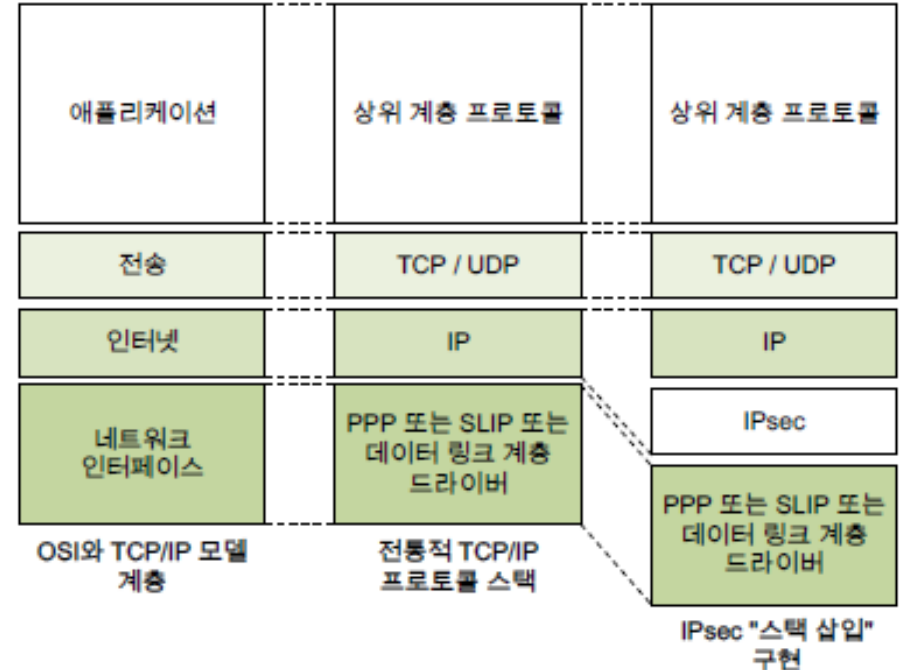 애플리케이션
상위 계층 프로토콜
상위 계층 프로토콜
전송
TCP / UDP
TCP / UDP
인터넷
IP
IP
네트워크
인터페이스
PPP 또는 SLIP 또는
데이터 링크 계층
드라이버
IPsec
PPP 또는 SLIP 또는
데이터 링크 계층
드라이버
OSI와 TCP/IP 모델
계층
전통적 TCP/IP
프로토콜 스택
IPsec "스택 삽입"
구현